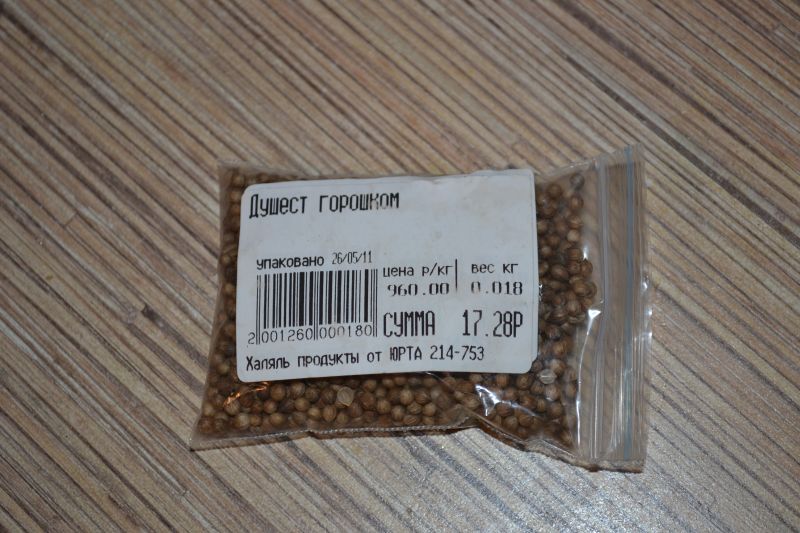 Душест горошком
упаковано 26/05/11
цена р/кг вес кг
960.00 0.018
2 001260 000180
СУММА 17.28Р
Халяль продукты от ЮРТА 214-753